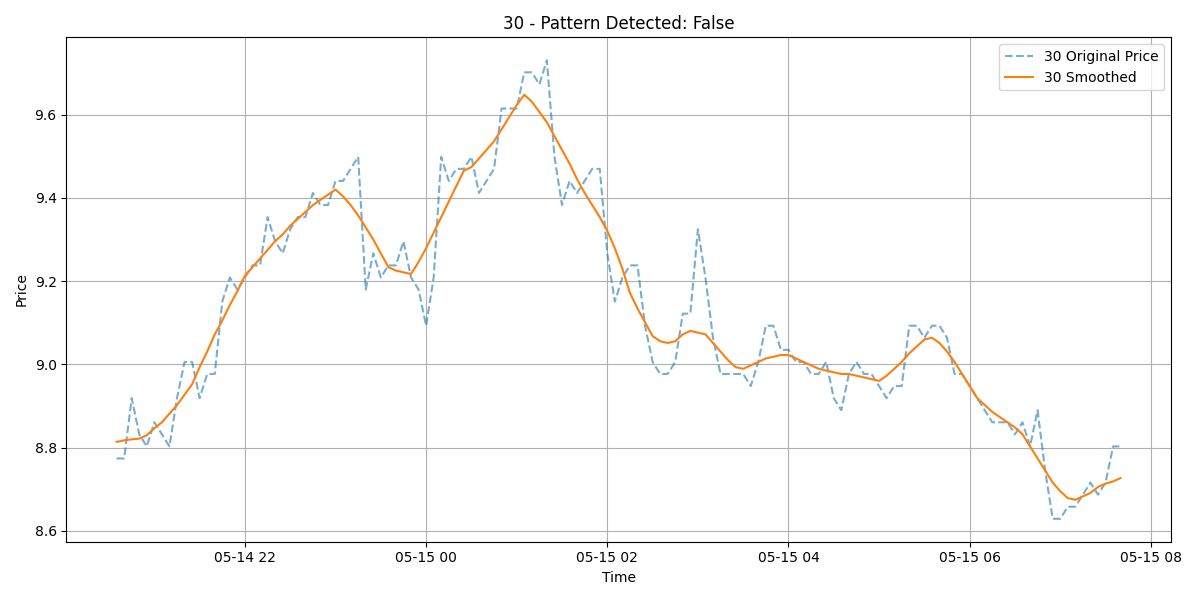 30 - Pattern Detected: False
30 Original Price
30 Smoothed
Price
9.6
9.4
9.2
9.0
8.8
8.6
05-14 22
05-15 00
05-15 02
05-15 04
05-15 06
05-15 08
Time